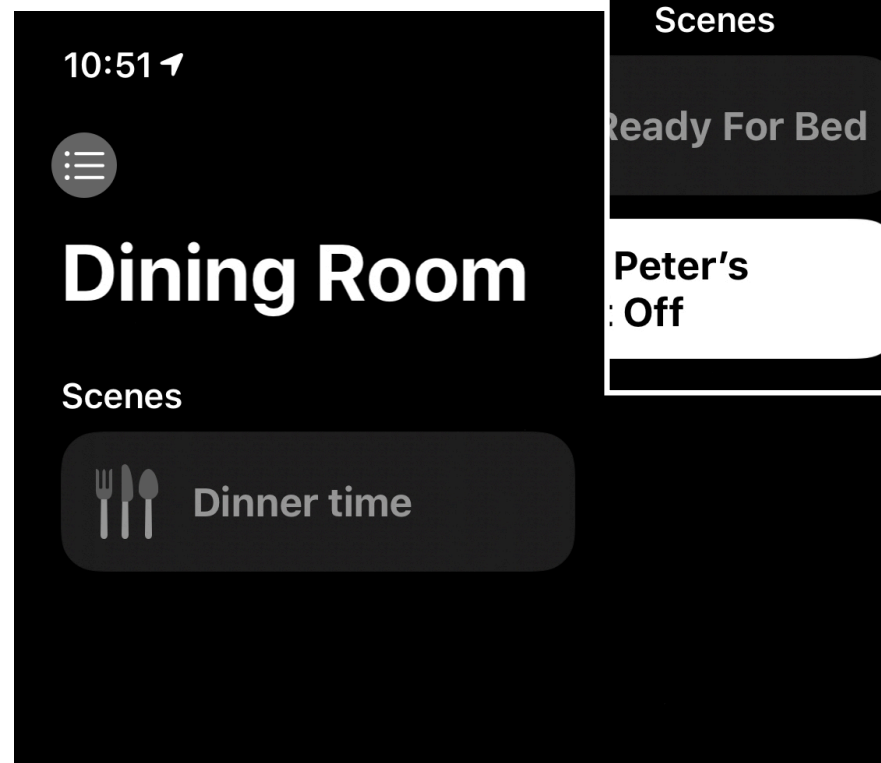 10:51
Dining Room
Scenes
Dinner time
Scenes
Ready For Bed
Peter’s
Off